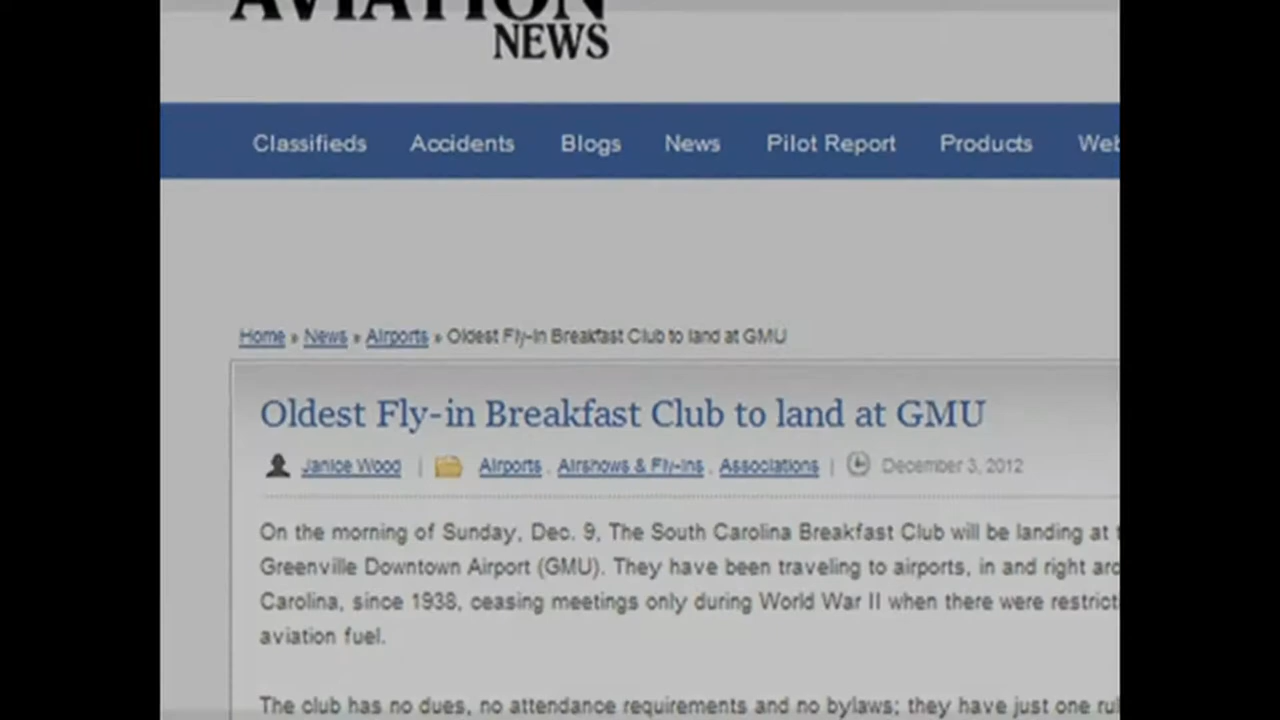 AVIATION
NEWS
Classifieds Accidents Blogs News Pilot Report Products
Home » News » Airports » Oldest Fly-In Breakfast Club to land at GMU
Oldest Fly-in Breakfast Club to land at GMU
Janice Wood | Airports , Airshows & Fly-Ins , Associations | December 3, 2012
On the morning of Sunday, Dec. 9, The South Carolina Breakfast Club will be landing at
Greenville Downtown Airport (GMU). They have been traveling to airports, in and right
Carolina, since 1938, ceasing meetings only during World War II when there were
aviation fuel.
The club has no dues, no attendance requirements and no bylaws; they have just one